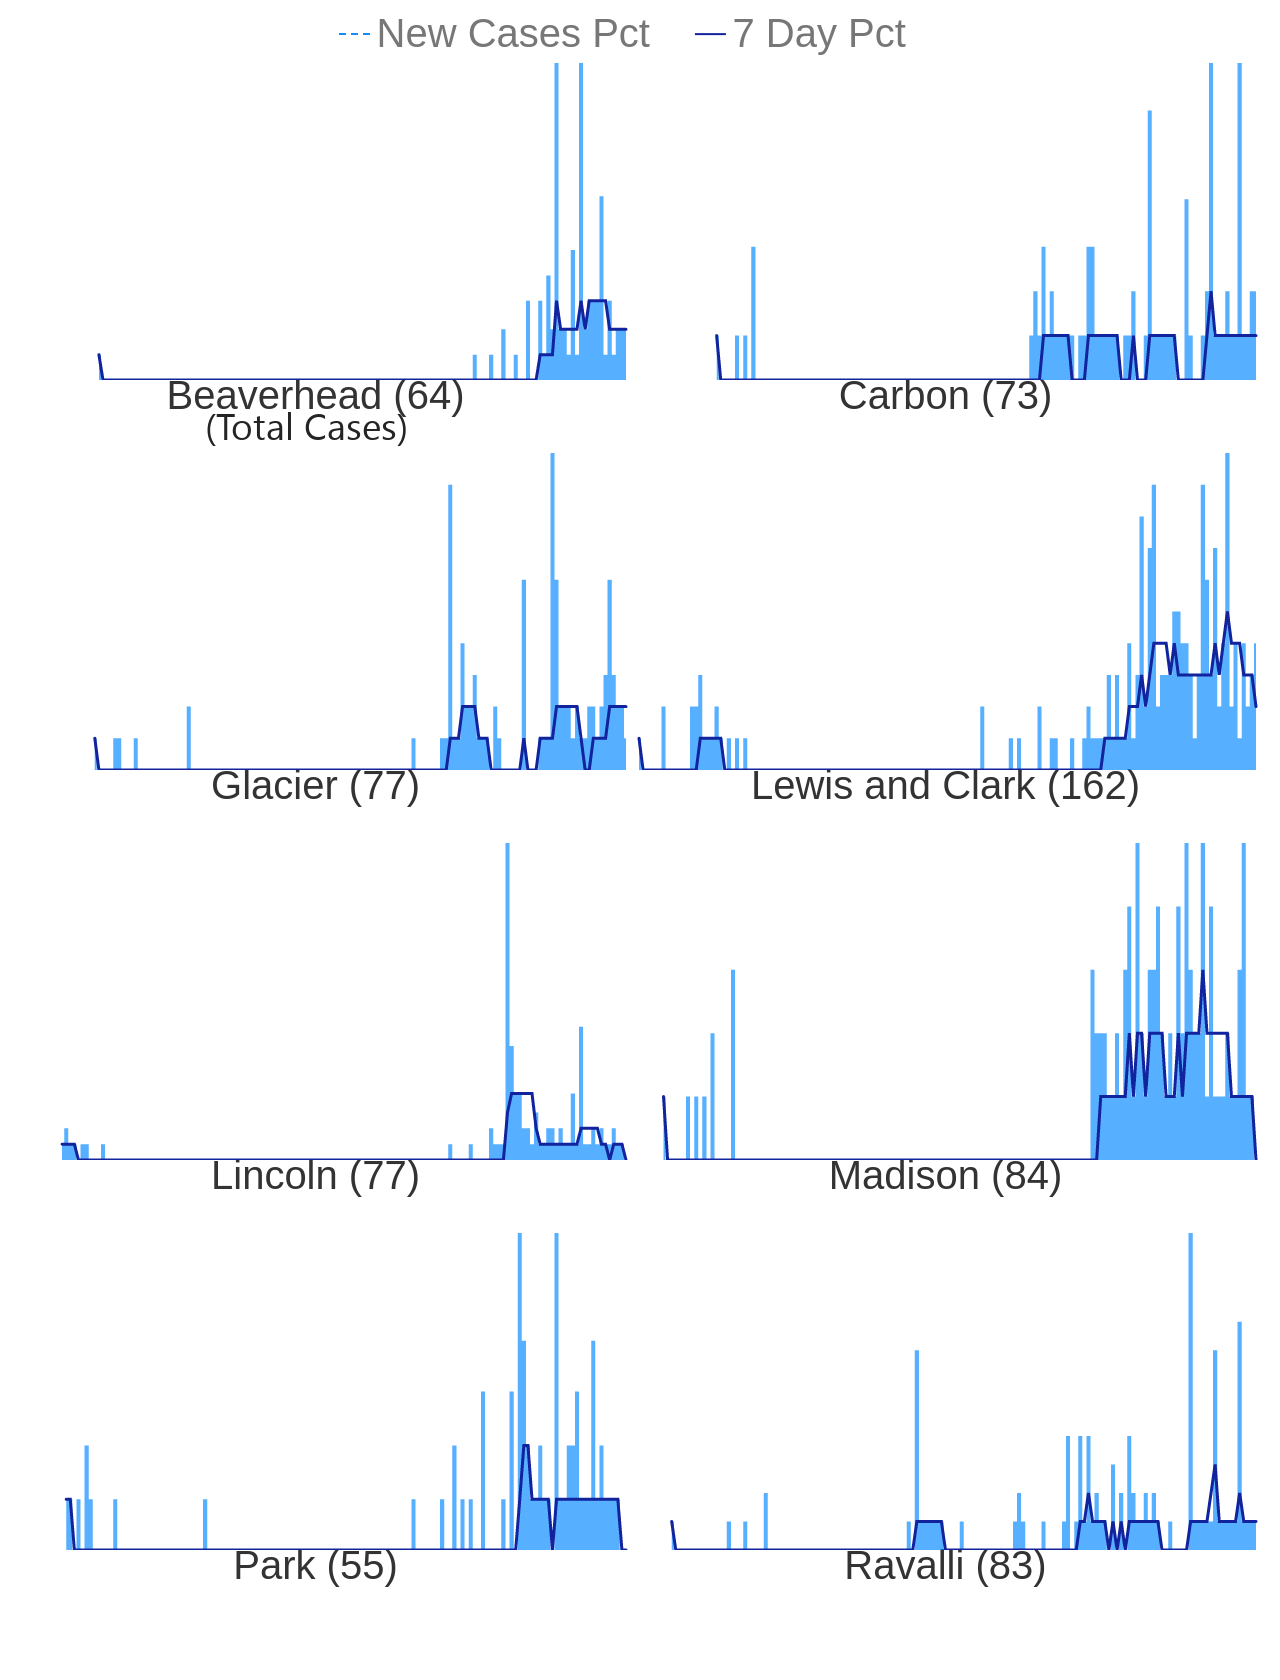 New Cases Pct 7 Day Pct
Beaverhead (64) Carbon (73)
(Total Cases)
Glacier (77) Lewis and Clark (162)
Lincoln (77) Madison (84)
Park (55) Ravalli (83)